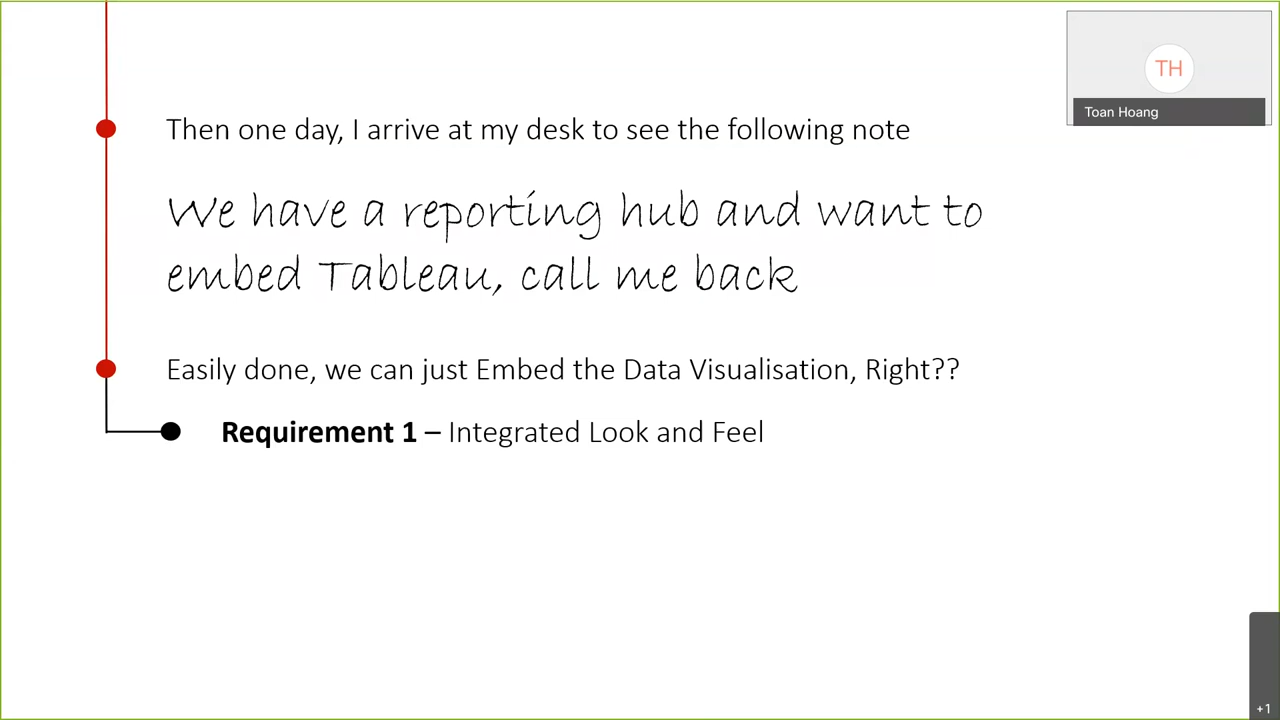 TH
Toan Hoang
Then one day, I arrive at my desk to see the following note
We have a reporting hub and want to
embed Tableau, call me back
Easily done, we can just Embed the Data Visualisation, Right??
Requirement 1 – Integrated Look and Feel
+1